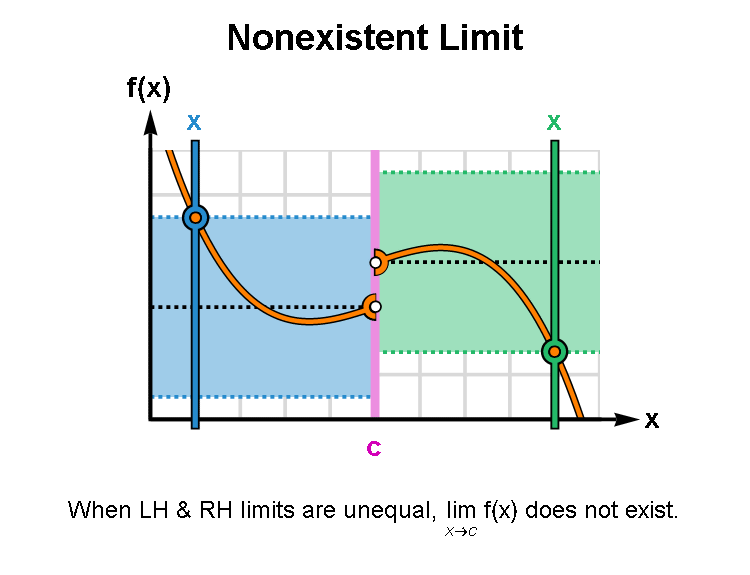 Nonexistent Limit
f(x)
x x
x
c
When LH & RH limits are unequal, lim f(x) does not exist.
x→c